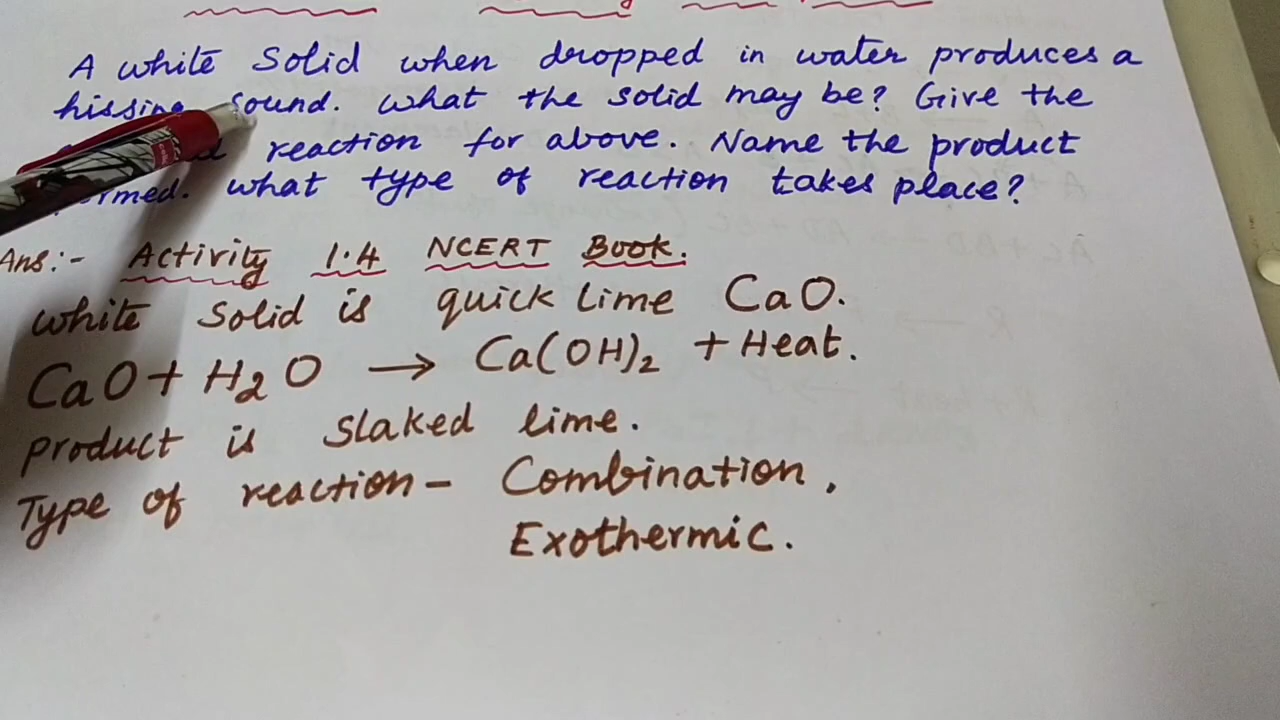 A white Solid when dropped in water produces a
hissing sound. What the solid may be? Give the
reaction for above. Name the product
formed. What type of reaction takes place?
Ans:- Activity 1.4 NCERT Book.
White Solid is quick lime CaO.
CaO + H2O → Ca(OH)2 + Heat.
product is slaked lime.
Type of reaction - Combination.
Exothermic.